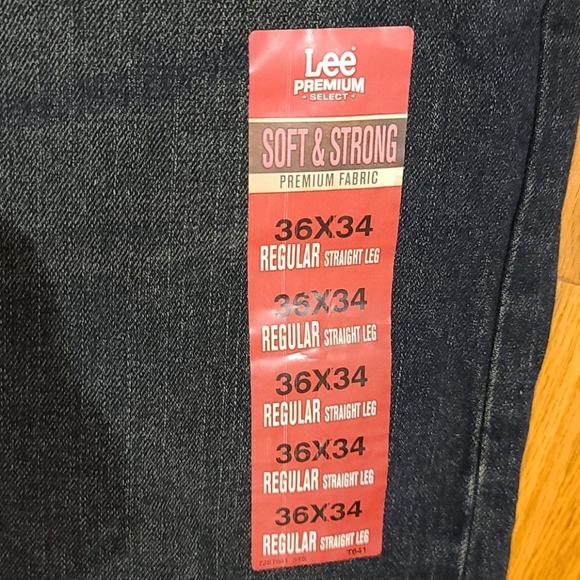 Lee
PREMIUM
• SELECT •
SOFT & STRONG
PREMIUM FABRIC
36X34
REGULAR STRAIGHT LEG
36X34
REGULAR STRAIGHT LEG
36X34
REGULAR STRAIGHT LEG
36X34
REGULAR STRAIGHT LEG
36X34
REGULAR STRAIGHT LEG
T641